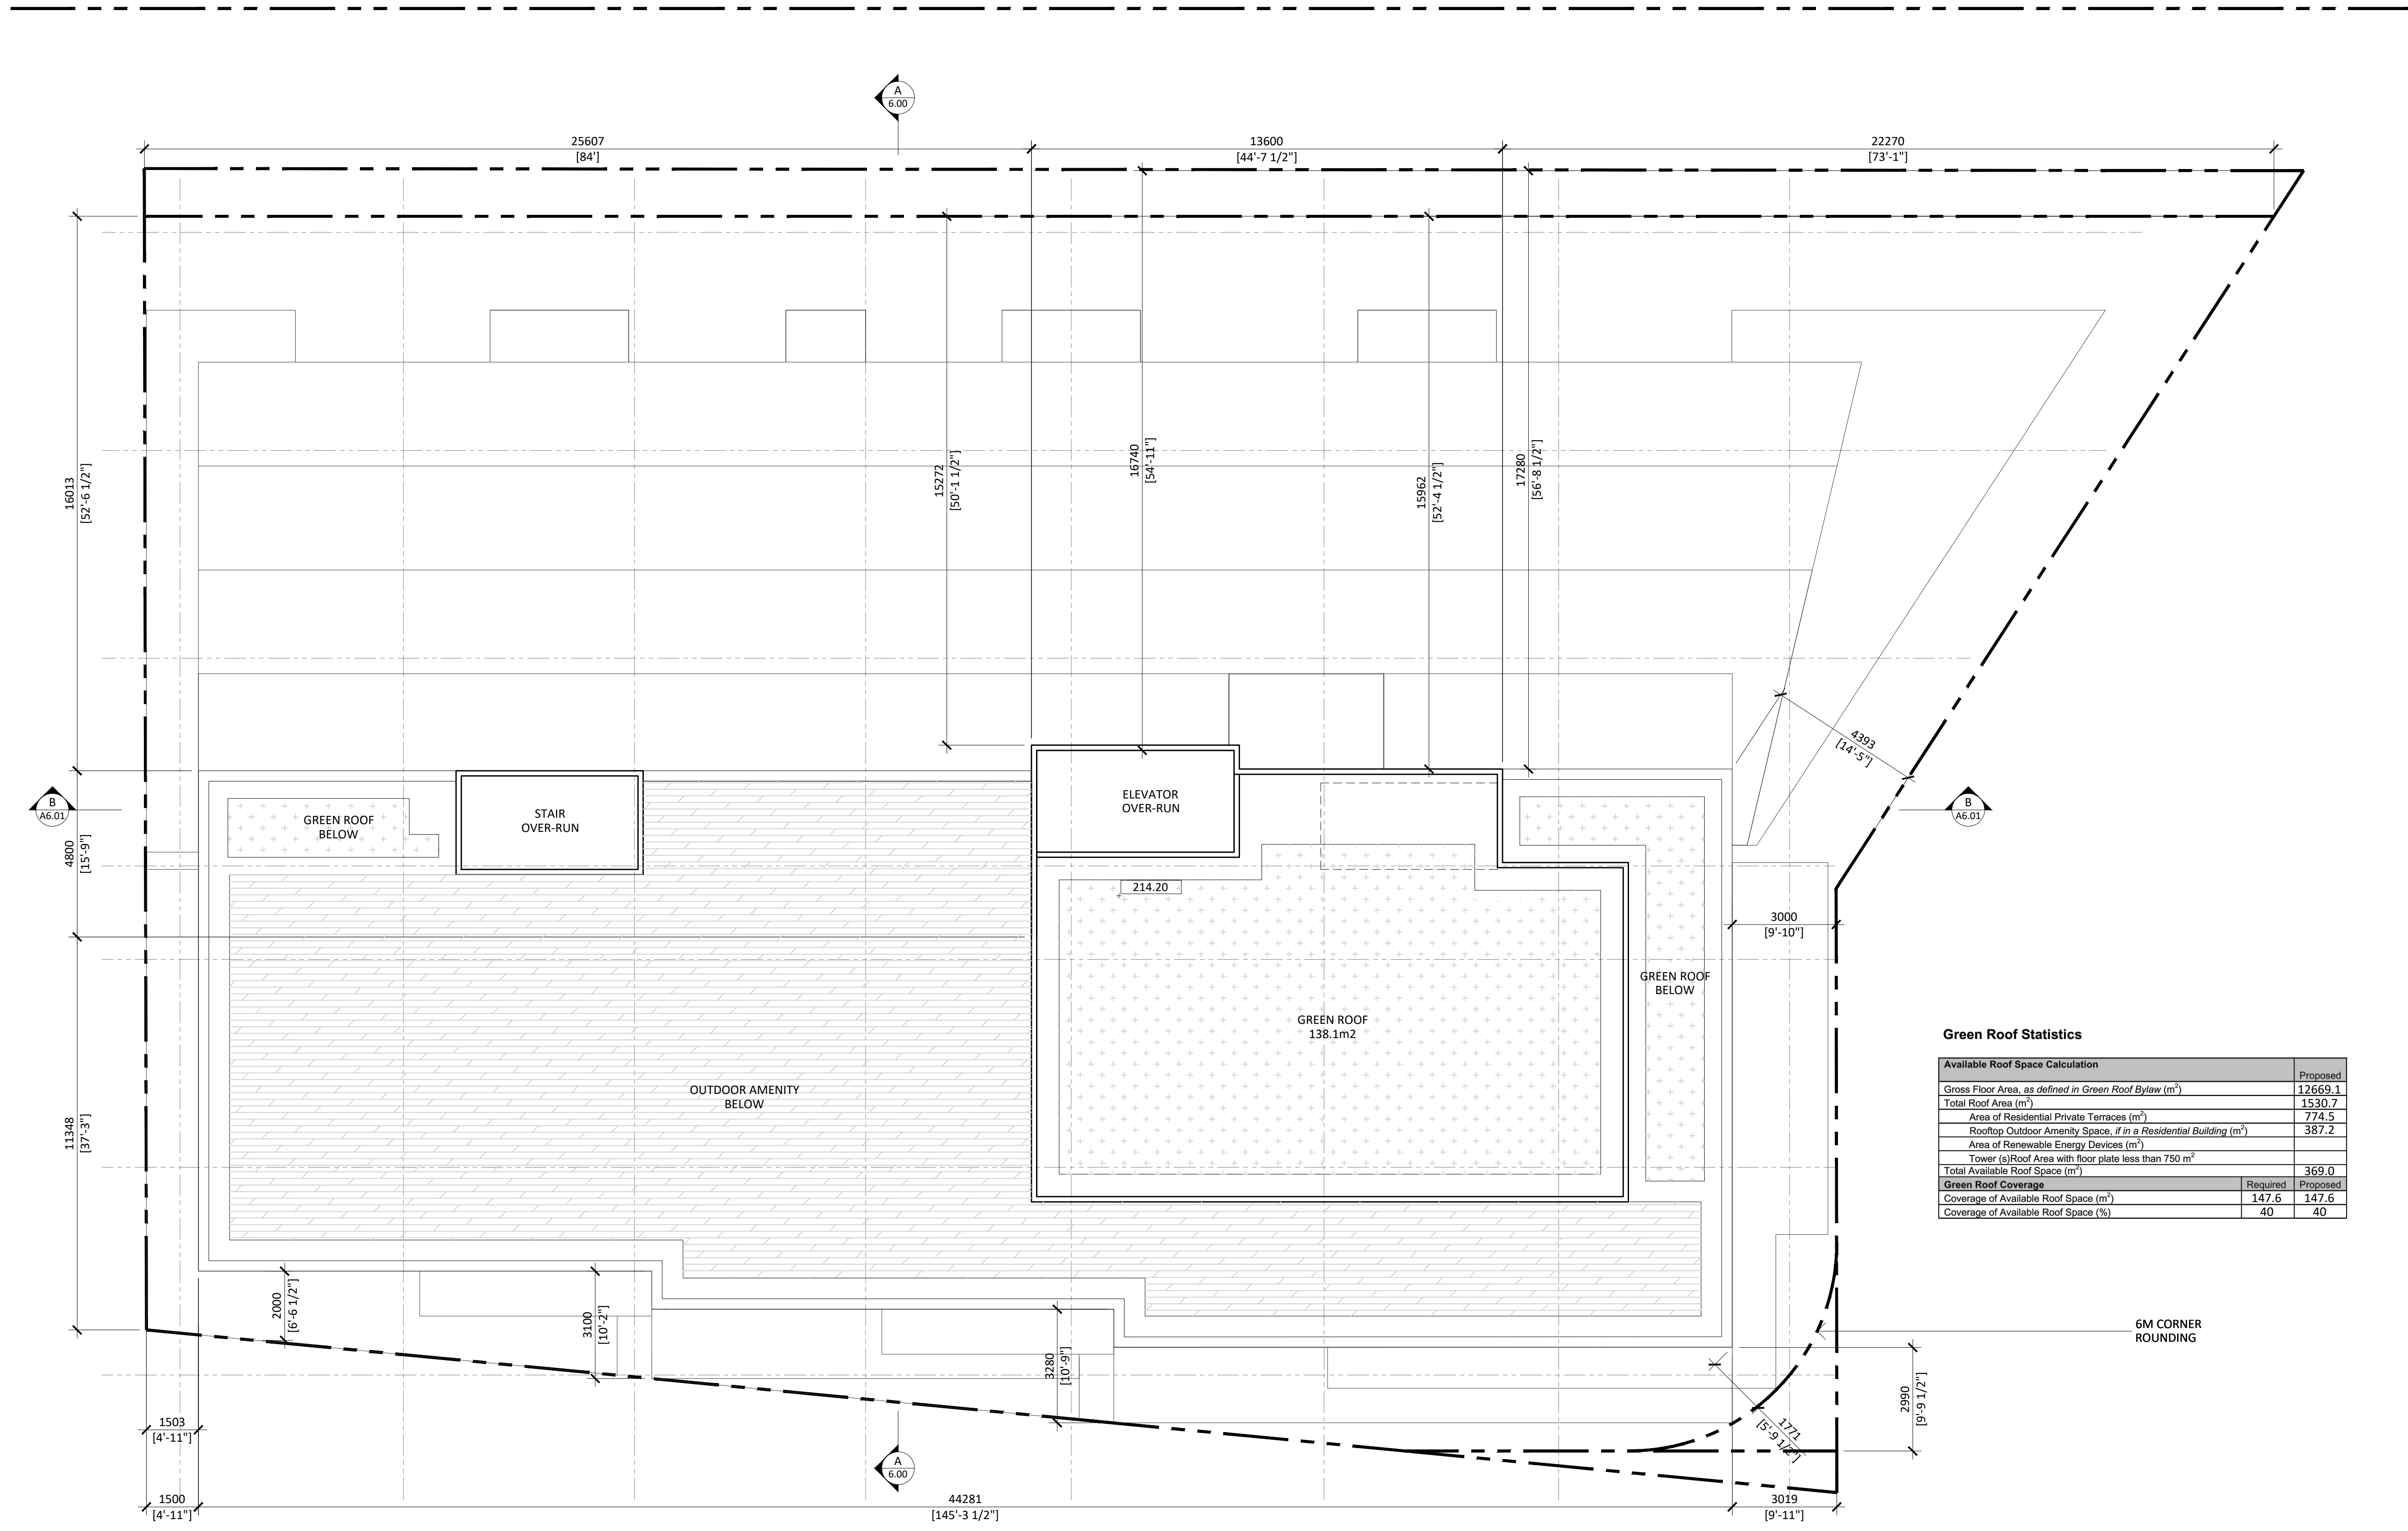 A
6.00
25607
[84']
13600
[44'-7 1/2"]
22270
[73'-1"]
16013
[52'-6 1/2"]
15272
[50'-1 1/2"]
16740
[54'-11"]
15962
[52'-4 1/2"]
17280
[56'-8 1/2"]
4393
[14'-5"]
B
A6.01
4800
[15'-9"]
GREEN ROOF
BELOW
STAIR
OVER-RUN
ELEVATOR
OVER-RUN
B
A6.01
214.20
3000
[9'-10"]
GREEN ROOF
BELOW
GREEN ROOF
138.1m2
OUTDOOR AMENITY
BELOW
11348
[37'-3"]
Green Roof Statistics
Available Roof Space Calculation Proposed
Gross Floor Area, as defined in Green Roof Bylaw (m²) 12669.1
Total Roof Area (m²) 1530.7
Area of Residential Private Terraces (m²) 774.5
Rooftop Outdoor Amenity Space, if in a Residential Building (m²) 387.2
Area of Renewable Energy Devices (m²)
Tower (s)Roof Area with floor plate less than 750 m²
Total Available Roof Space (m²) 369.0
Green Roof Coverage Required Proposed
Coverage of Available Roof Space (m²) 147.6 147.6
Coverage of Available Roof Space (%) 40 40
2000
[6'-6 1/2"]
3100
[10'-2"]
3280
[10'-9"]
6M CORNER
ROUNDING
2990
[9'-9 1/2"]
1771
[5'-9 1/2"]
1503
[4'-11"]
A
6.00
1500
[4'-11"]
44281
[145'-3 1/2"]
3019
[9'-11"]